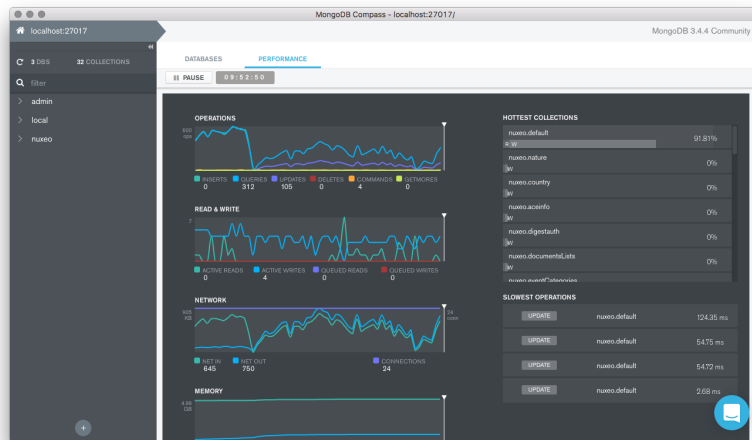 MongoDB Compass - localhost:27017/
localhost:27017
MongoDB 3.4.4 Community
3 DBS
32 COLLECTIONS
filter
admin
local
nuxeo
DATABASES
PERFORMANCE
PAUSE
09:52:50
OPERATIONS
600
ops
INSERTS QUERIES UPDATES DELETES COMMANDS GETMORES
0 312 105 0 4 0
READ & WRITE
7
ACTIVE READS ACTIVE WRITES QUEUED READS QUEUED WRITES
0 4 0 0
NETWORK
KB
conn
NET IN NET OUT CONNECTIONS
645 750 24
MEMORY
4.96
GB
HOTTEST COLLECTIONS
nuxeo.default
91.81%
R W
nuxeo.nature
0%
W
nuxeo.country
0%
W
nuxeo.aceinfo
0%
W
nuxeo.digestauth
0%
W
nuxeo.documentsLists
0%
W
nuxeo.eventCategories
SLOWEST OPERATIONS
UPDATE nuxeo.default 124.35 ms
UPDATE nuxeo.default 54.75 ms
UPDATE nuxeo.default 54.72 ms
UPDATE nuxeo.default 2.68 ms